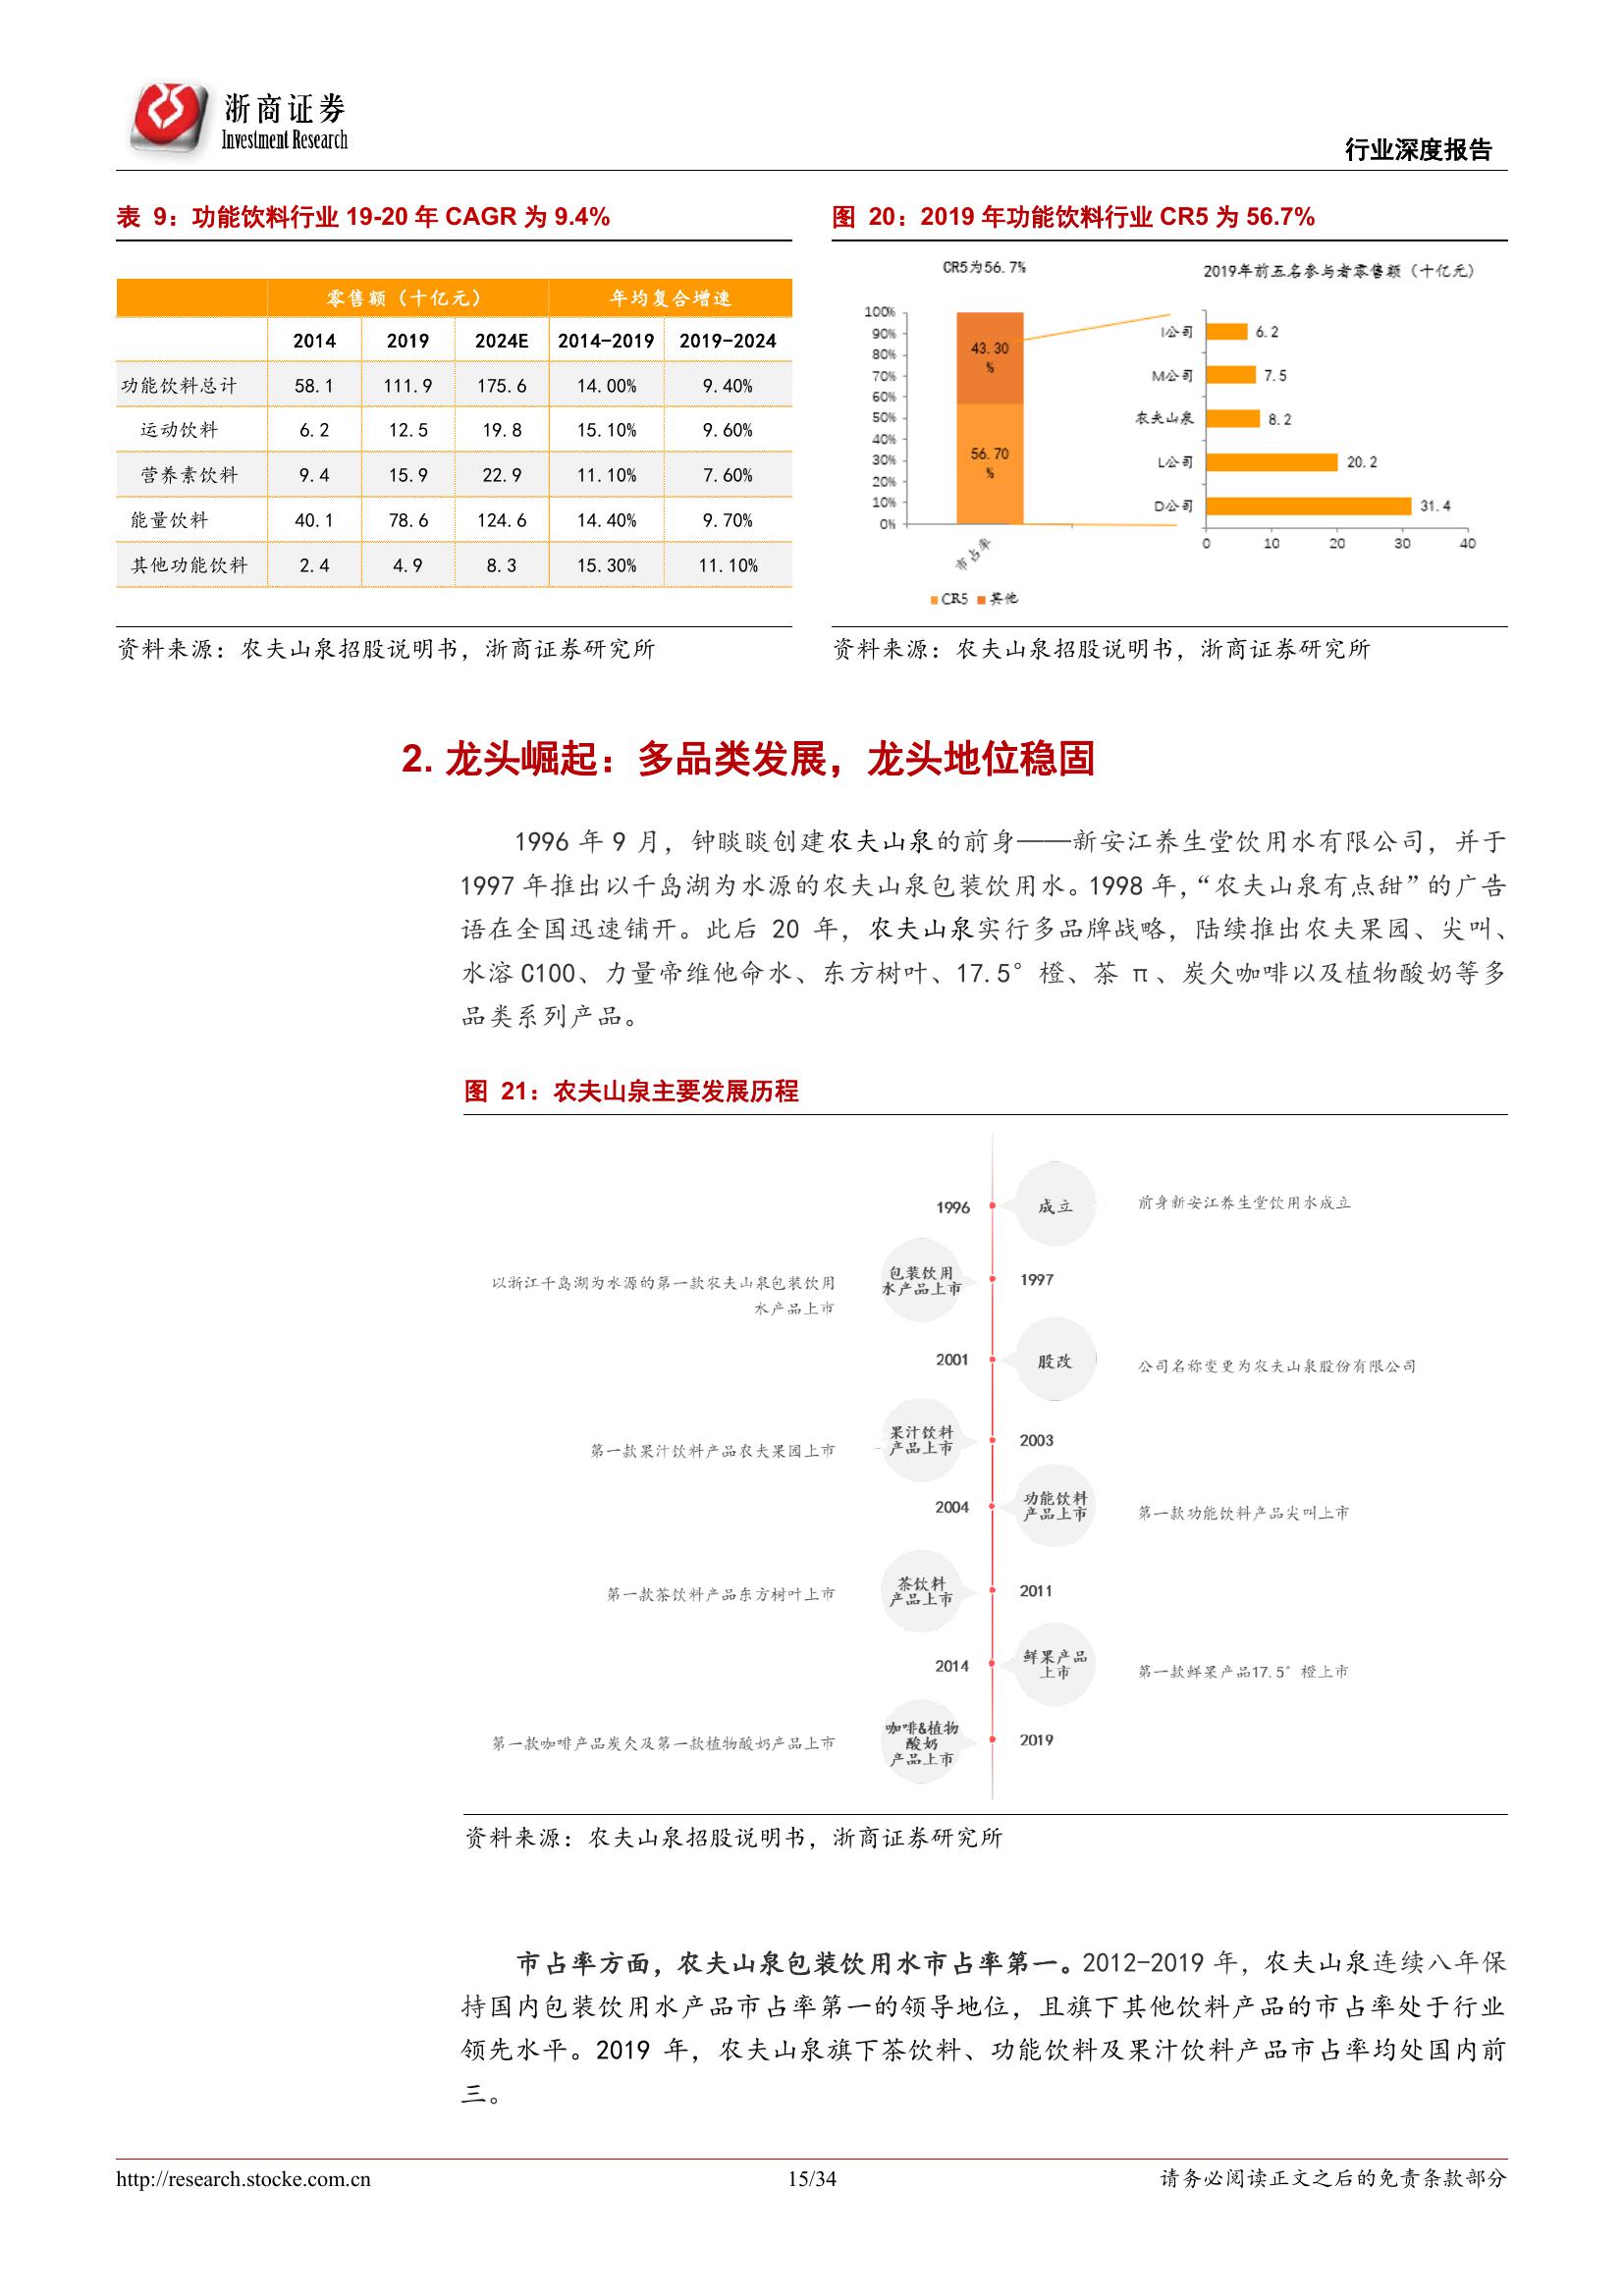 浙商证券
Investment Research
行业深度报告
表 9：功能饮料行业 19-20 年 CAGR 为 9.4%
零售额（十亿元） 年均复合增速
2014 2019 2024E 2014-2019 2019-2024
功能饮料总计 58.1 111.9 175.6 14.00% 9.40%
运动饮料 6.2 12.5 19.8 15.10% 9.60%
营养素饮料 9.4 15.9 22.9 11.10% 7.60%
能量饮料 40.1 78.6 124.6 14.40% 9.70%
其他功能饮料 2.4 4.9 8.3 15.30% 11.10%
资料来源：农夫山泉招股说明书，浙商证券研究所
图 20：2019 年功能饮料行业 CR5 为 56.7%
CR5为56.7%
100%
90%
80%
70%
60%
50%
40%
30%
20%
10%
0%
43.30
%
56.70
%
市占率
CR5 其他
2019年前五名参与者零售额（十亿元）
I公司 6.2
M公司 7.5
农夫山泉 8.2
L公司 20.2
D公司 31.4
0 10 20 30 40
资料来源：农夫山泉招股说明书，浙商证券研究所
2. 龙头崛起：多品类发展，龙头地位稳固
1996 年 9 月，钟睒睒创建农夫山泉的前身——新安江养生堂饮用水有限公司，并于
1997 年推出以千岛湖为水源的农夫山泉包装饮用水。1998 年，“农夫山泉有点甜”的广告
语在全国迅速铺开。此后 20 年，农夫山泉实行多品牌战略，陆续推出农夫果园、尖叫、
水溶 C100、力量帝维他命水、东方树叶、17.5°橙、茶 π、炭仌咖啡以及植物酸奶等多
品类系列产品。
图 21：农夫山泉主要发展历程
1996 成立 前身新安江养生堂饮用水成立
以浙江千岛湖为水源的第一款农夫山泉包装饮用
水产品上市
包装饮用
水产品上市
1997
2001 股改 公司名称变更为农夫山泉股份有限公司
第一款果汁饮料产品农夫果园上市
果汁饮料
产品上市
2003
2004
功能饮料
产品上市
第一款功能饮料产品尖叫上市
第一款茶饮料产品东方树叶上市
茶饮料
产品上市
2011
2014
鲜果产品
上市
第一款鲜果产品17.5°橙上市
第一款咖啡产品炭仌及第一款植物酸奶产品上市
咖啡&植物
酸奶
产品上市
2019
资料来源：农夫山泉招股说明书，浙商证券研究所
市占率方面，农夫山泉包装饮用水市占率第一。2012-2019 年，农夫山泉连续八年保
持国内包装饮用水产品市占率第一的领导地位，且旗下其他饮料产品的市占率处于行业
领先水平。2019 年，农夫山泉旗下茶饮料、功能饮料及果汁饮料产品市占率均处国内前
三。
http://research.stocke.com.cn 15/34 请务必阅读正文之后的免责条款部分